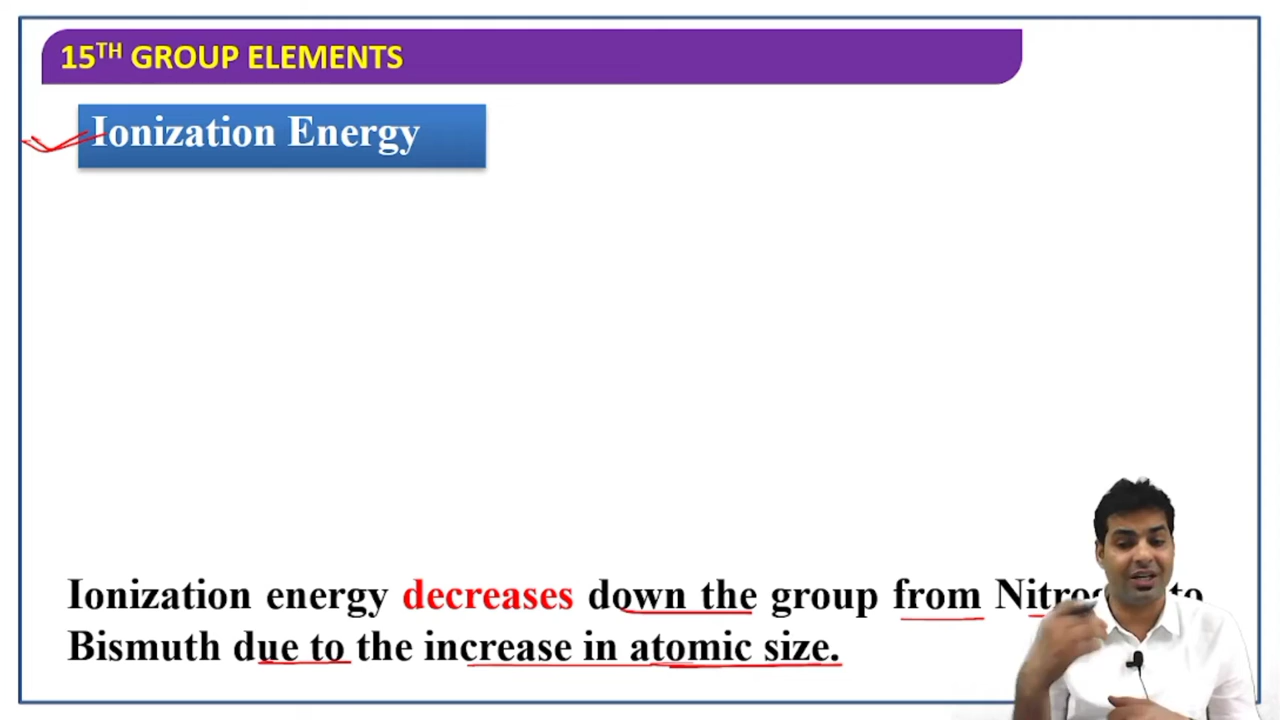 15TH GROUP ELEMENTS
Ionization Energy
Ionization energy decreases down the group from to
Bismuth due to the increase in atomic size.